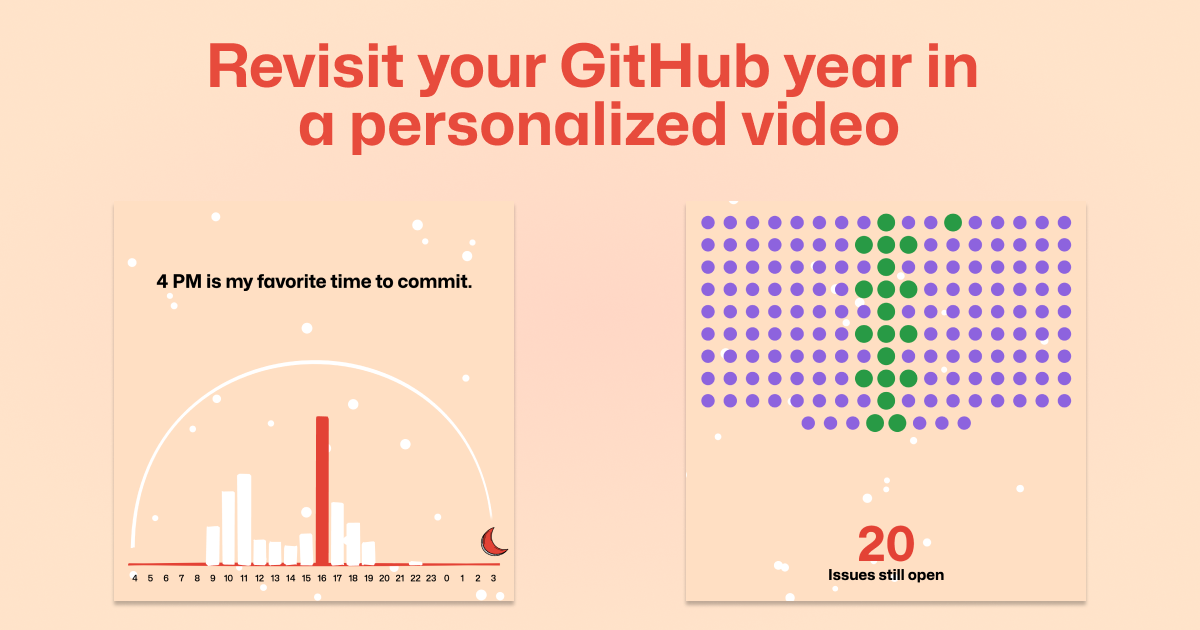 Revisit your GitHub year in
a personalized video
4 PM is my favorite time to commit.
4 5 6 7 8 9 10 11 12 13 14 15 16 17 18 19 20 21 22 23 0 1 2 3
20
Issues still open